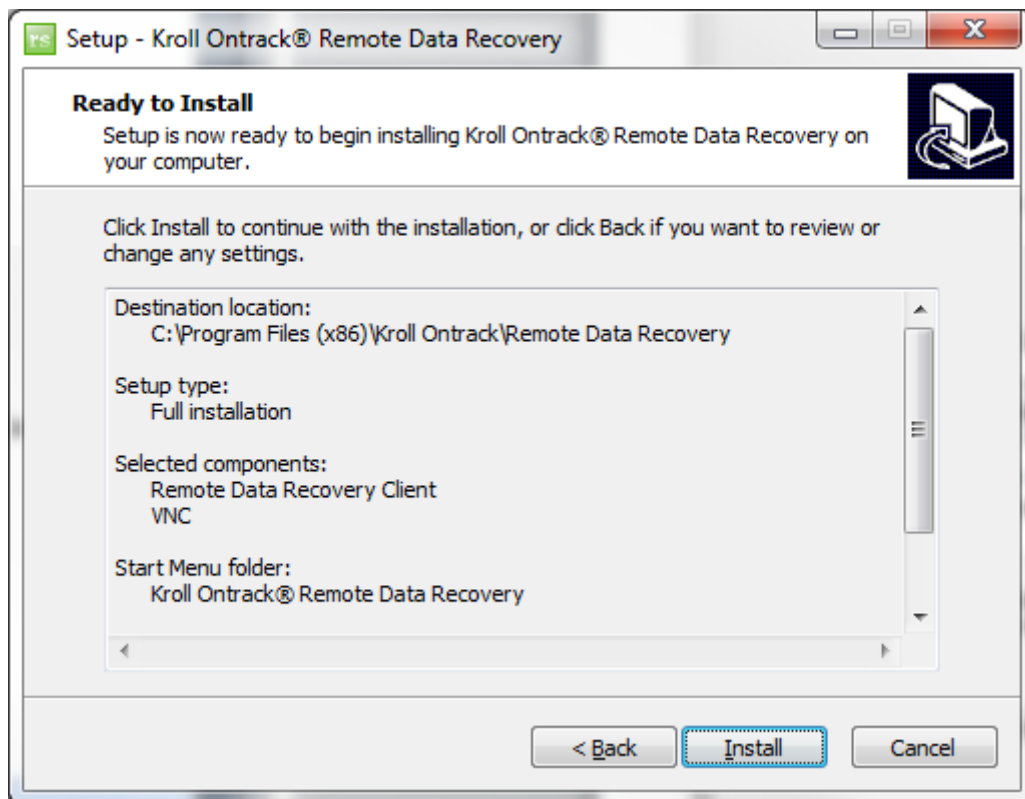 rs Setup - Kroll Ontrack® Remote Data Recovery
Ready to Install
Setup is now ready to begin installing Kroll Ontrack® Remote Data Recovery on
your computer.
Click Install to continue with the installation, or click Back if you want to review or
change any settings.
Destination location:
C:\Program Files (x86)\Kroll Ontrack\Remote Data Recovery
Setup type:
Full installation
Selected components:
Remote Data Recovery Client
VNC
Start Menu folder:
Kroll Ontrack® Remote Data Recovery
< Back Install Cancel